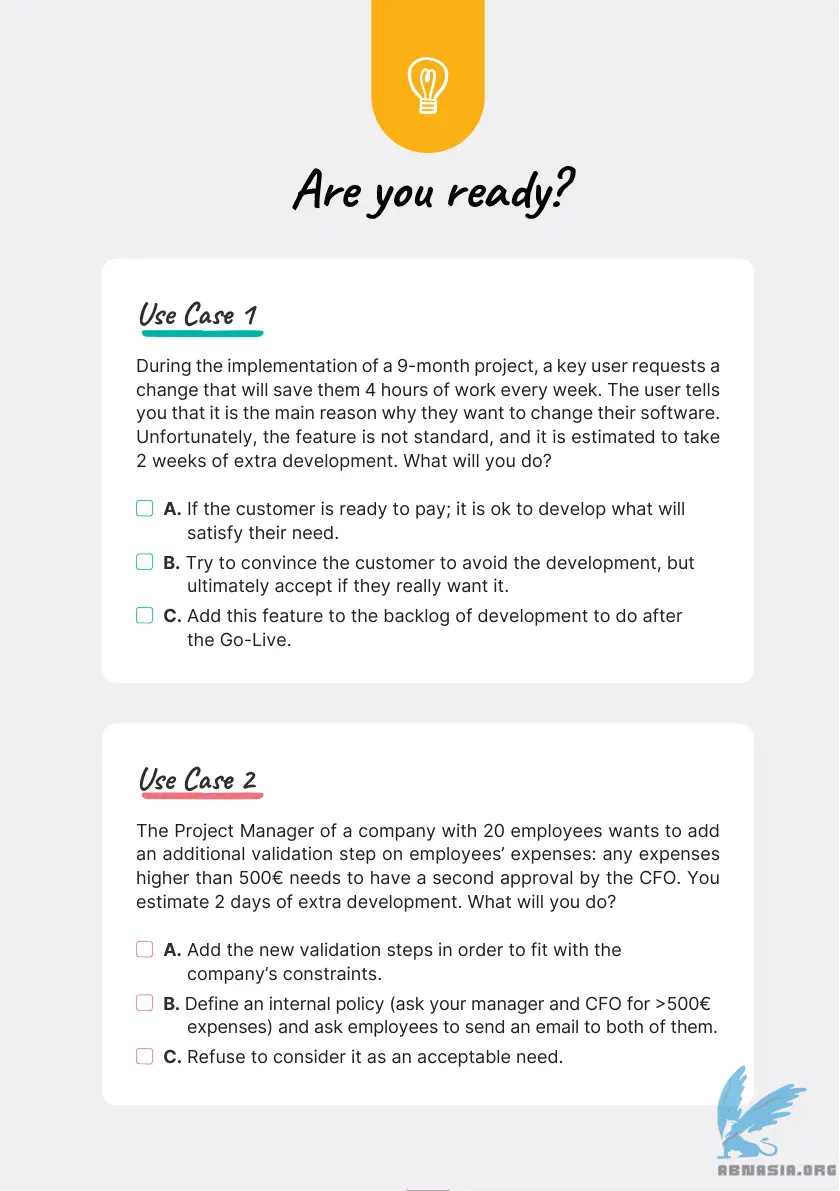 Are you ready?
Use Case 1
During the implementation of a 9-month project, a key user requests a
change that will save them 4 hours of work every week. The user tells
you that it is the main reason why they want to change their software.
Unfortunately, the feature is not standard, and it is estimated to take
2 weeks of extra development. What will you do?
A. If the customer is ready to pay; it is ok to develop what will
satisfy their need.
B. Try to convince the customer to avoid the development, but
ultimately accept if they really want it.
C. Add this feature to the backlog of development to do after
the Go-Live.
Use Case 2
The Project Manager of a company with 20 employees wants to add
an additional validation step on employees’ expenses: any expenses
higher than 500€ needs to have a second approval by the CFO. You
estimate 2 days of extra development. What will you do?
A. Add the new validation steps in order to fit with the
company’s constraints.
B. Define an internal policy (ask your manager and CFO for >500€
expenses) and ask employees to send an email to both of them.
C. Refuse to consider it as an acceptable need.
ABNASIA.ORG